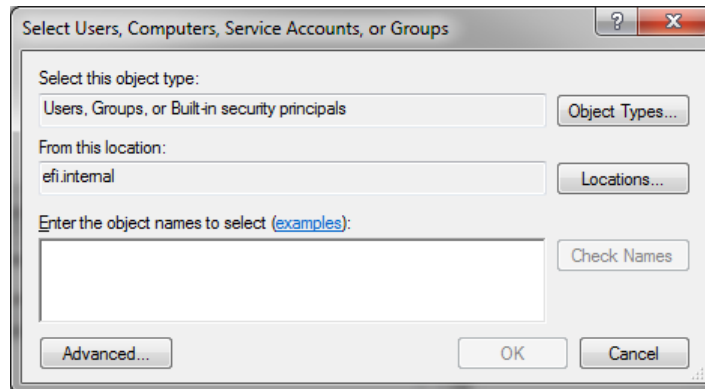 Select Users, Computers, Service Accounts, or Groups
Select this object type:
Users, Groups, or Built-in security principals
Object Types...
From this location:
efi.internal
Locations...
Enter the object names to select (examples):
Check Names
Advanced...
OK
Cancel